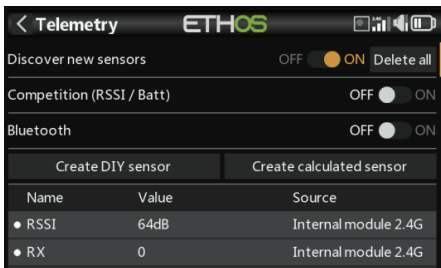 < Telemetry ETHOS
Discover new sensors OFF ON Delete all
Competition (RSSI / Batt) OFF ON
Bluetooth OFF ON
Create DIY sensor Create calculated sensor
Name Value Source
RSSI 64dB Internal module 2.4G
RX 0 Internal module 2.4G